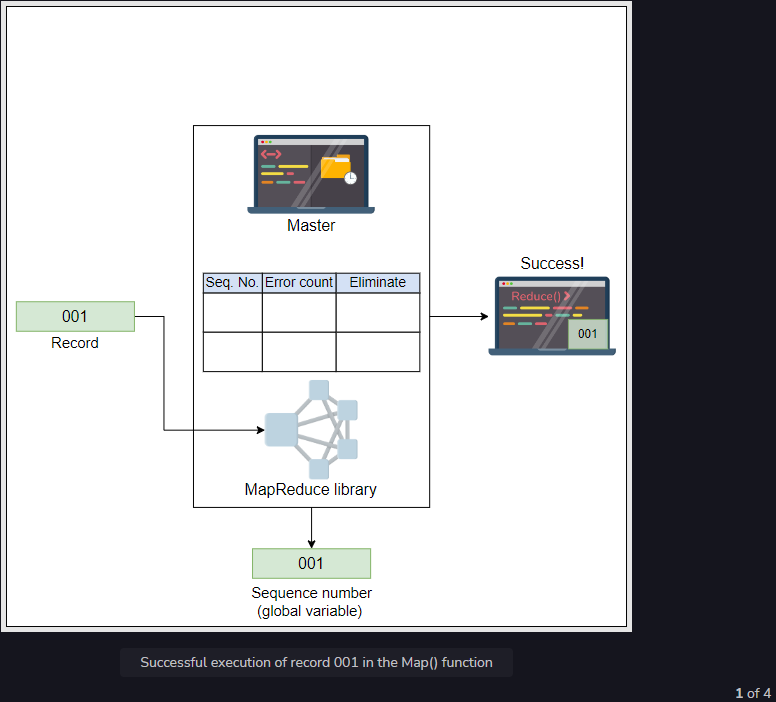 Master
Seq. No. Error count Eliminate
001
Record
Success!
Reduce()
001
MapReduce library
001
Sequence number
(global variable)
Successful execution of record 001 in the Map() function
1 of 4